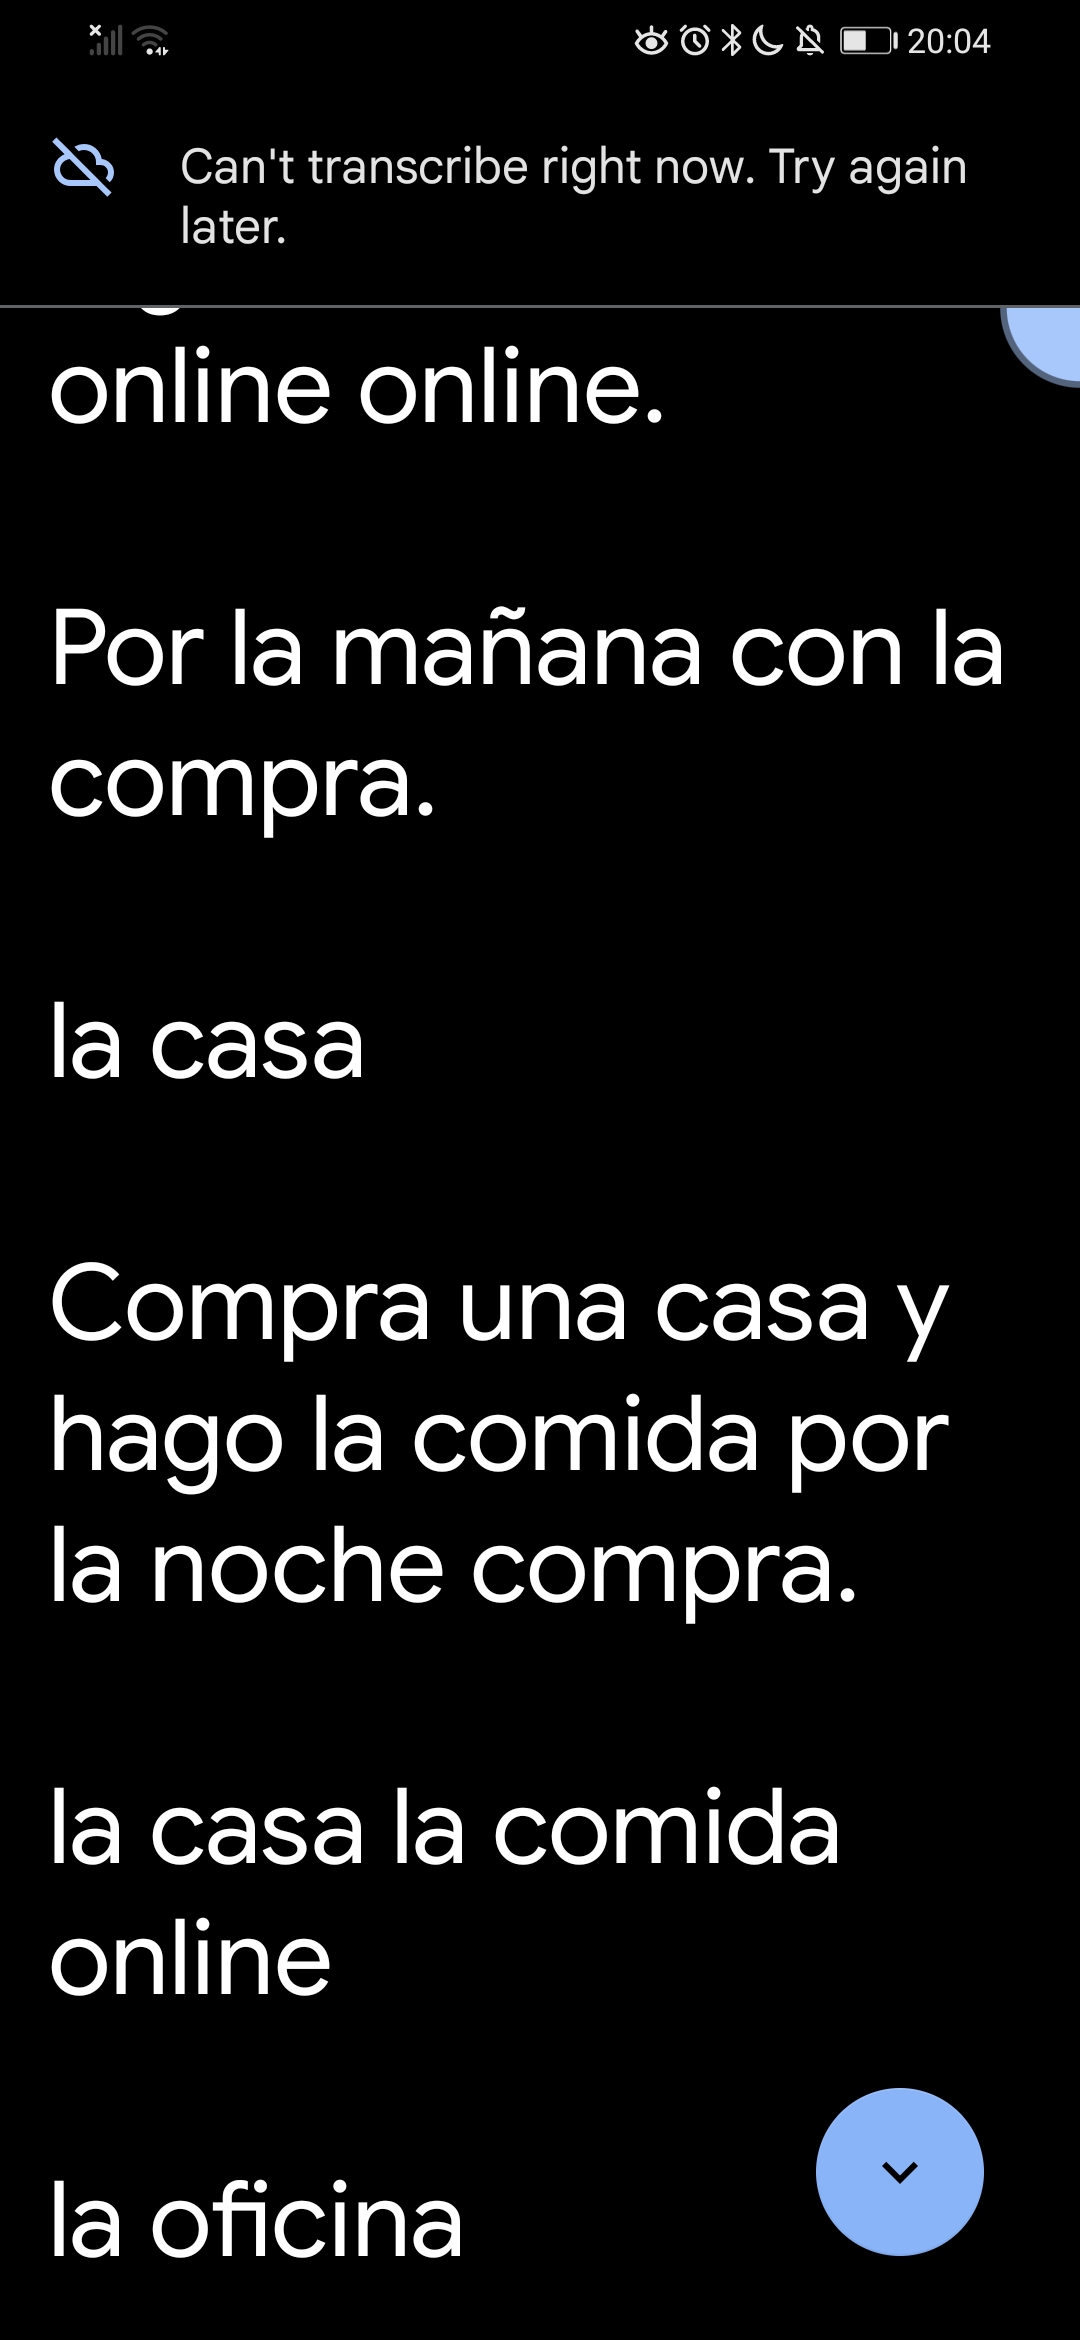 20:04
Can't transcribe right now. Try again
later.
online online.
Por la mañana con la
compra.
la casa
Compra una casa y
hago la comida por
la noche compra.
la casa la comida
online
la oficina